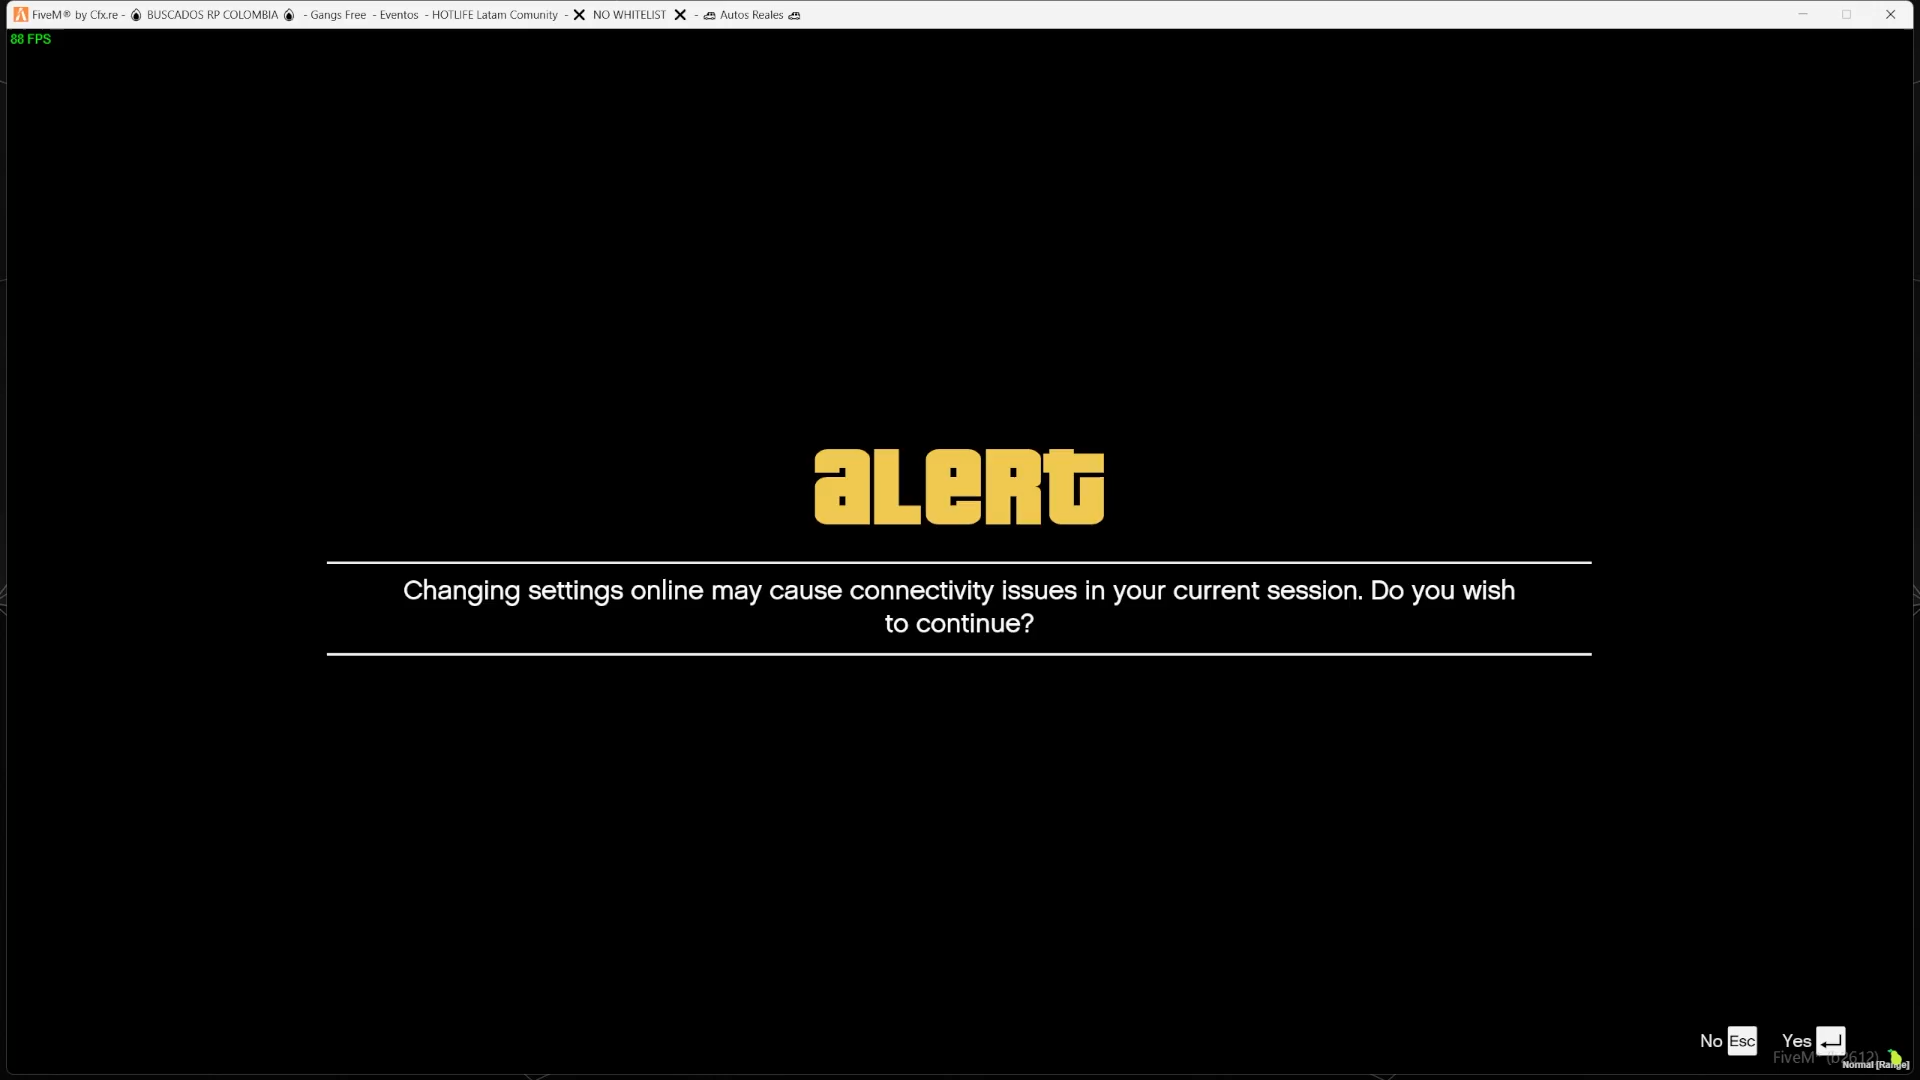 FiveM® by Cfx.re - BUSCADOS RP COLOMBIA - Gangs Free - Eventos - HOTLIFE Latam Comunity - ❌ NO WHITELIST ❌ - Autos Reales
88 FPS
ALERT
Changing settings online may cause connectivity issues in your current session. Do you wish
to continue?
No Esc Yes
FiveM® (b2612)
Normal [Range]